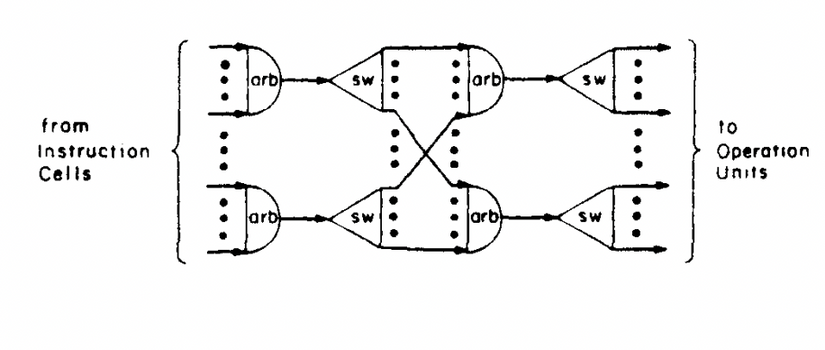 from
Instruction
Cells
arb
sw
arb
sw
arb
sw
arb
sw
to
Operation
Units